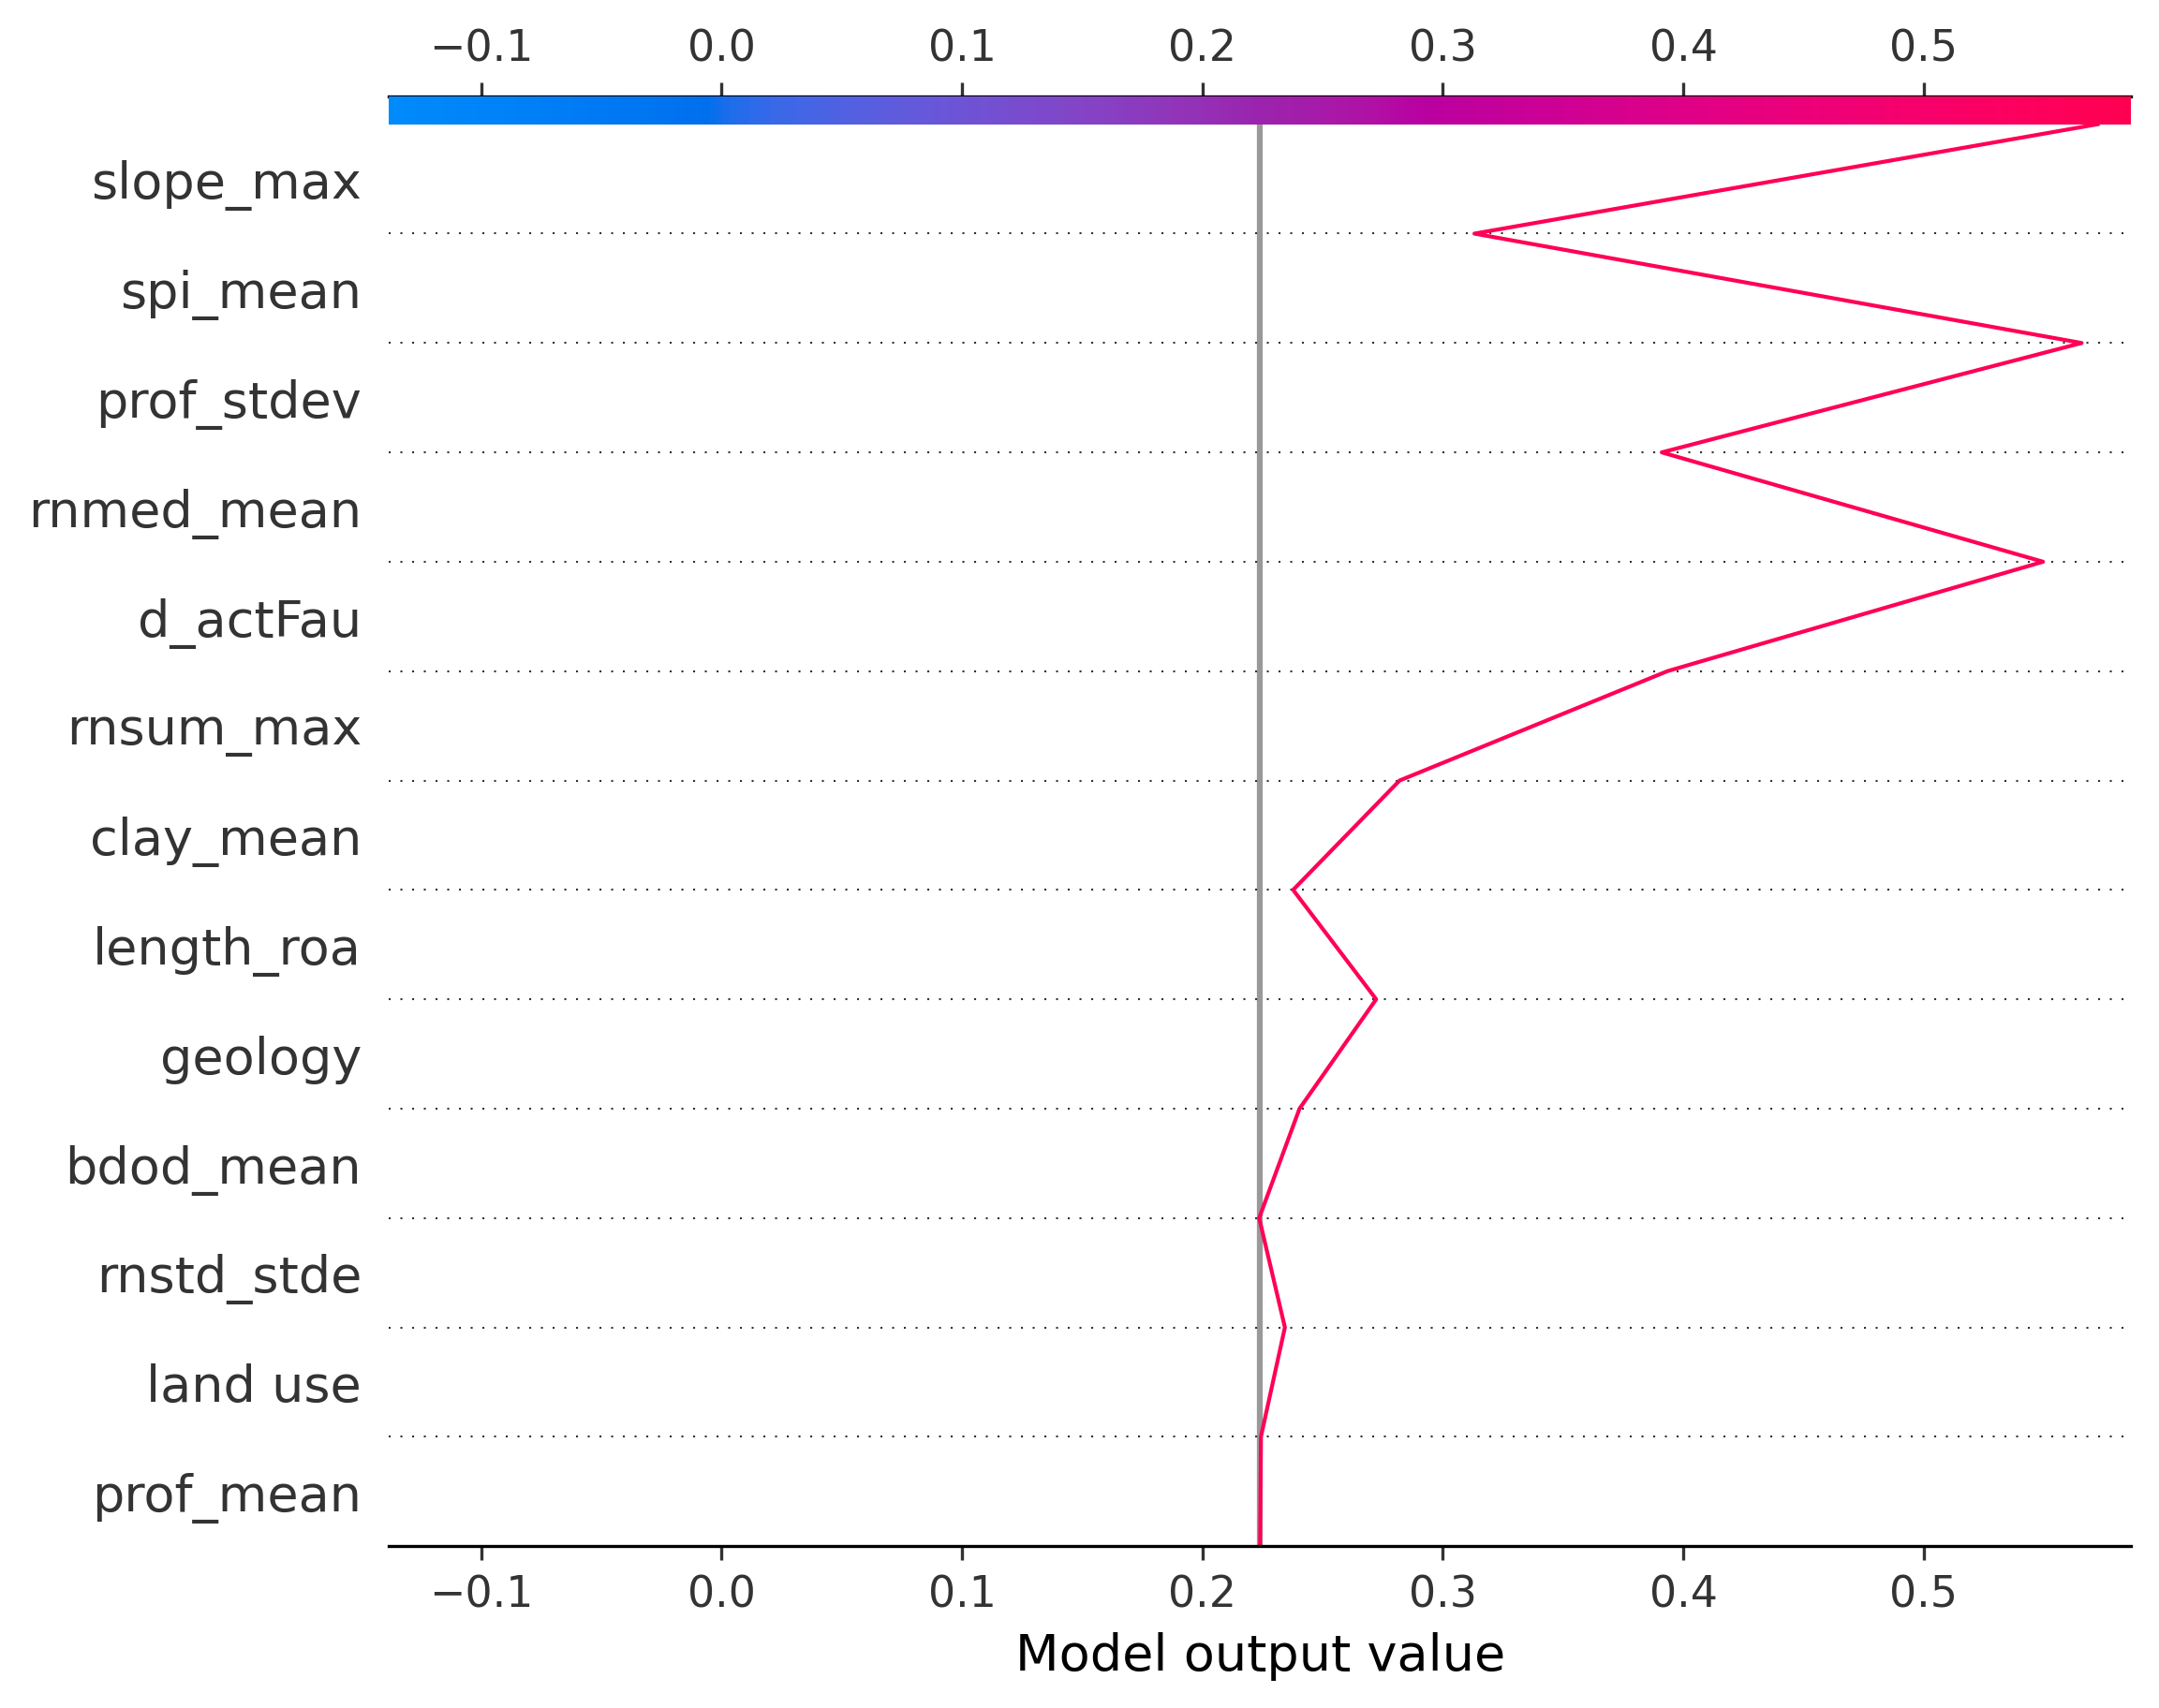 −0.1 0.0 0.1 0.2 0.3 0.4 0.5
slope_max
spi_mean
prof_stdev
rnmed_mean
d_actFau
rnsum_max
clay_mean
length_roa
geology
bdod_mean
rnstd_stde
land use
prof_mean
−0.1 0.0 0.1 0.2 0.3 0.4 0.5
Model output value